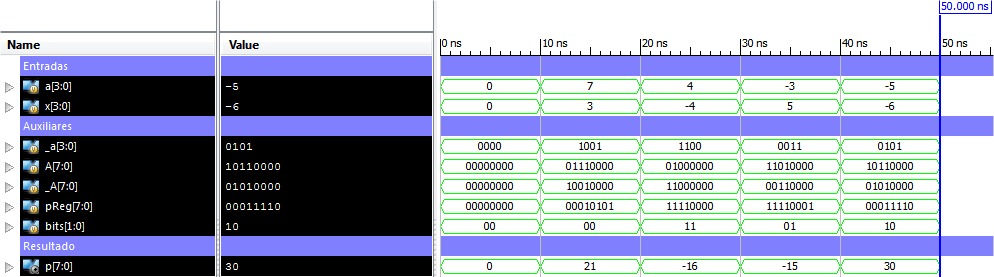 50.000 ns
Name Value 0 ns 10 ns 20 ns 30 ns 40 ns 50 ns
Entradas
a[3:0] -5 0 7 4 -3 -5
x[3:0] -6 0 3 -4 5 -6
Auxiliares
_a[3:0] 0101 0000 1001 1100 0011 0101
A[7:0] 10110000 00000000 01110000 01000000 11010000 10110000
_A[7:0] 01010000 00000000 10010000 11000000 00110000 01010000
pReg[7:0] 00011110 00000000 00010101 11110000 11110001 00011110
bits[1:0] 10 00 00 11 01 10
Resultado
p[7:0] 30 0 21 -16 -15 30